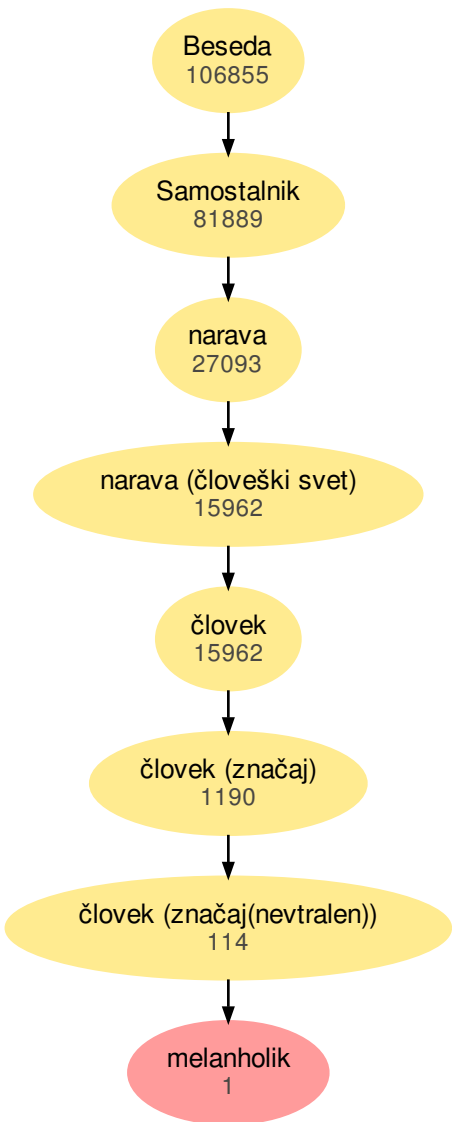 Beseda
106855
Samostalnik
81889
narava
27093
narava (človeški svet)
15962
človek
15962
človek (značaj)
1190
človek (značaj(nevtralen))
114
melanholik
1